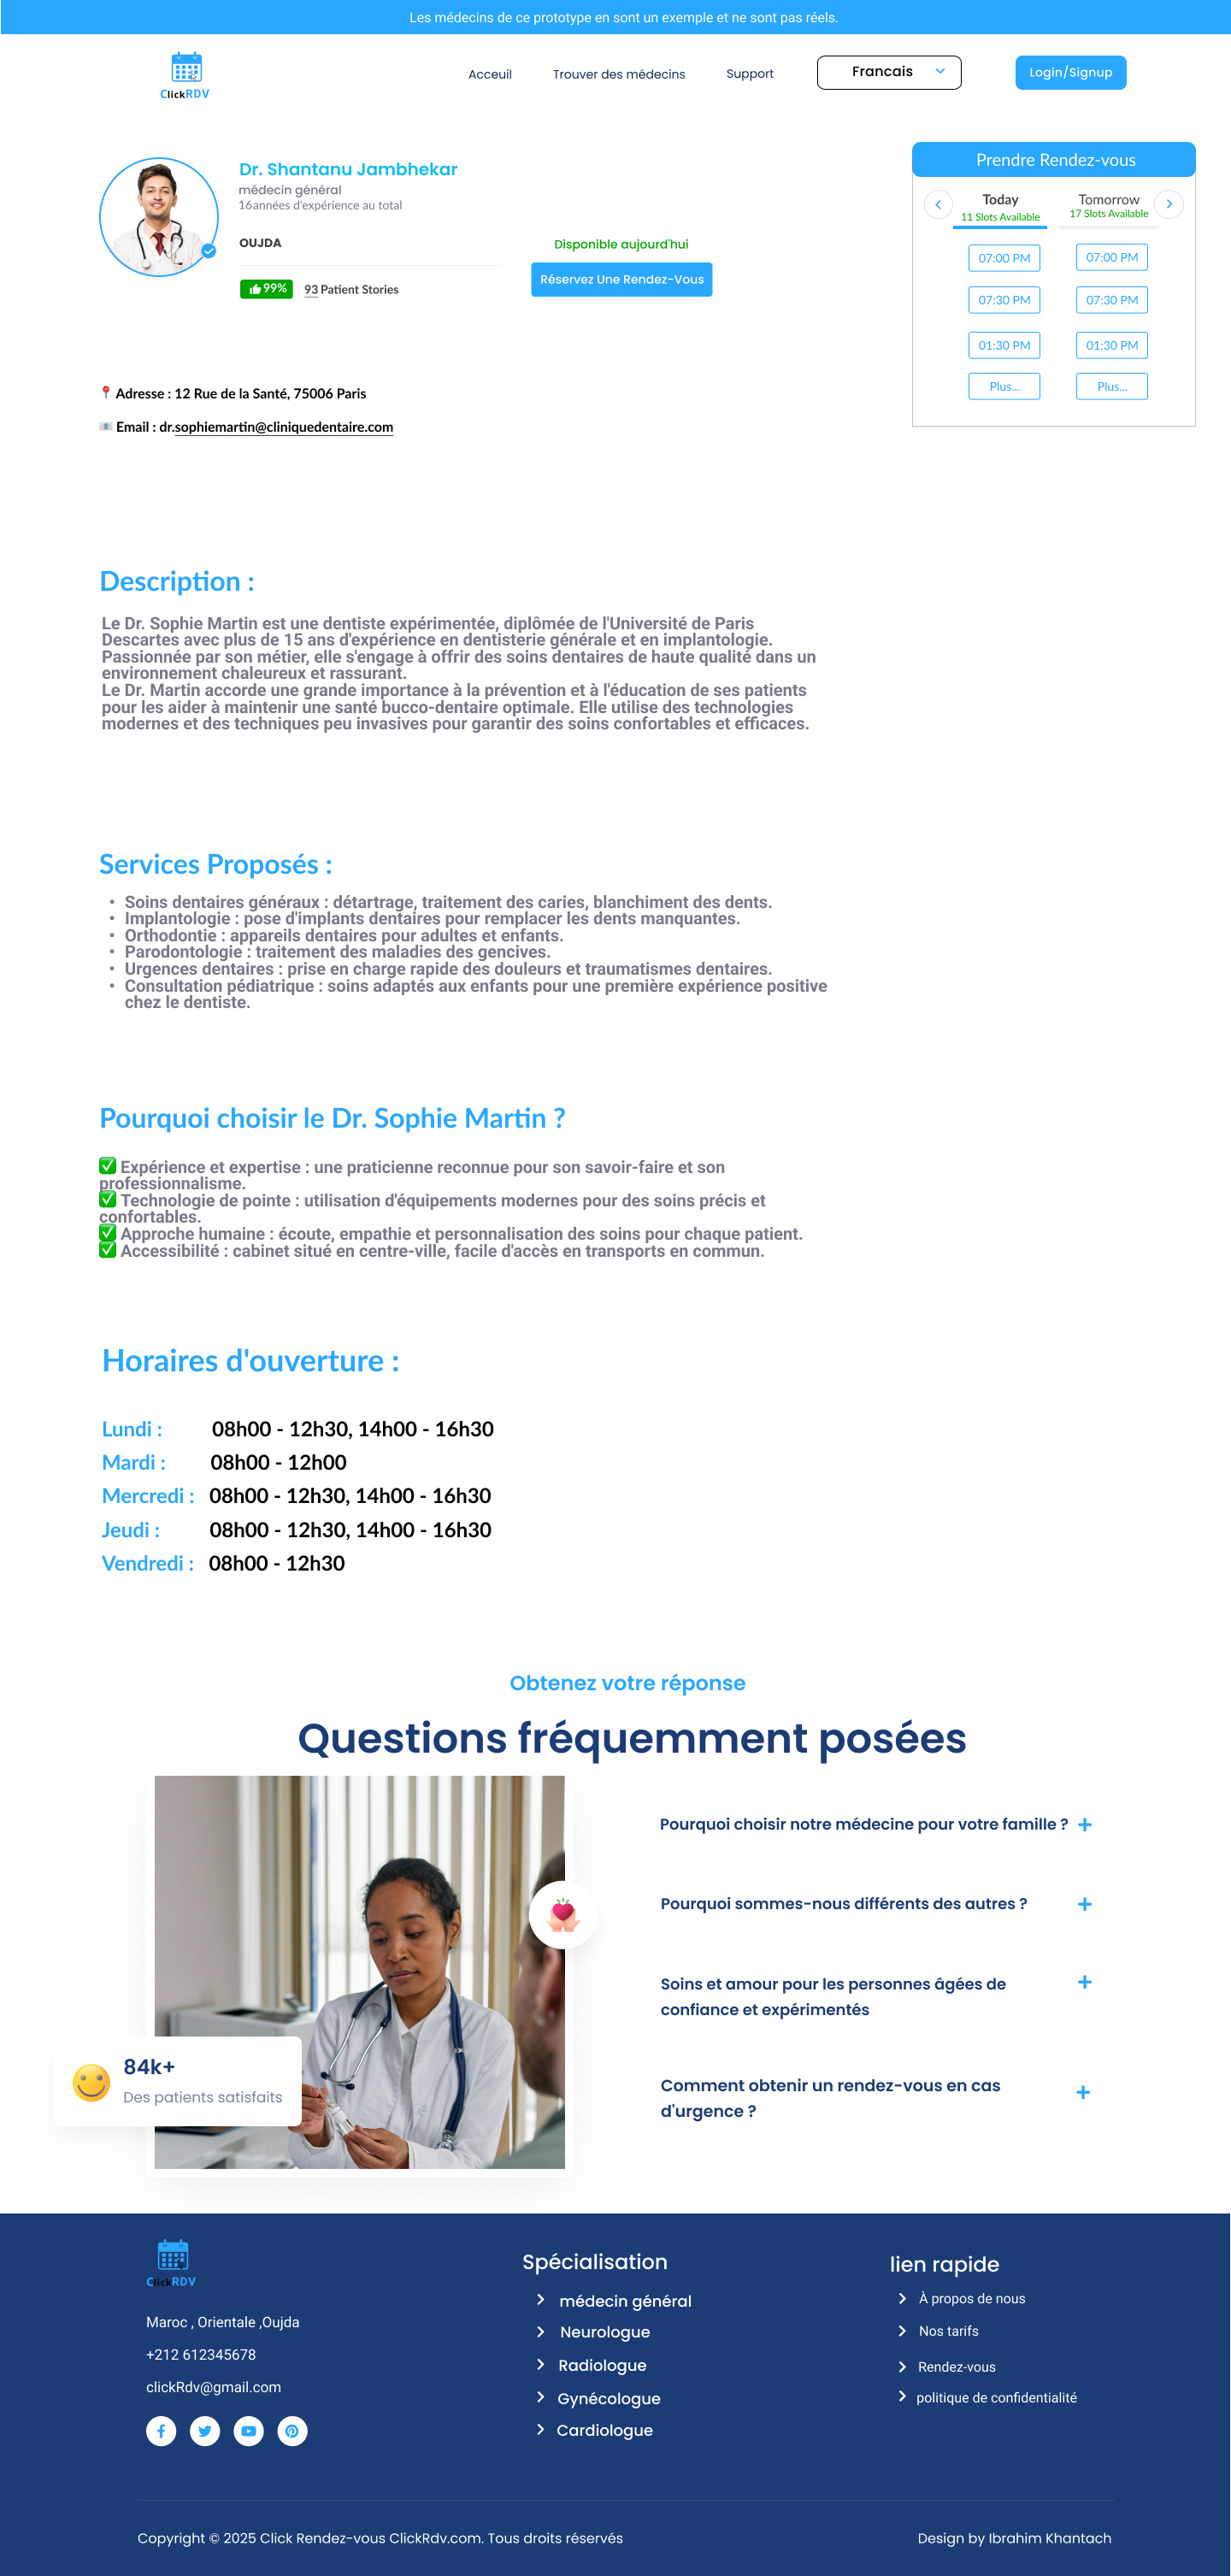 Les médecins de ce prototype en sont un exemple et ne sont pas réels.
ClickRDV
Acceuil
Trouver des médecins
Support
Francais
Login/Signup
Dr. Shantanu Jambhekar
médecin général
16années d'expérience au total
OUJDA
99%
93 Patient Stories
Disponible aujourd'hui
Réservez Une Rendez-Vous
Prendre Rendez-vous
Today
11 Slots Available
Tomorrow
17 Slots Available
07:00 PM
07:00 PM
07:30 PM
07:30 PM
01:30 PM
01:30 PM
Plus...
Plus...
Adresse : 12 Rue de la Santé, 75006 Paris
Email : dr.sophiemartin@cliniquedentaire.com
Description :
Le Dr. Sophie Martin est une dentiste expérimentée, diplômée de l'Université de Paris
Descartes avec plus de 15 ans d'expérience en dentisterie générale et en implantologie.
Passionnée par son métier, elle s'engage à offrir des soins dentaires de haute qualité dans un
environnement chaleureux et rassurant.
Le Dr. Martin accorde une grande importance à la prévention et à l'éducation de ses patients
pour les aider à maintenir une santé bucco-dentaire optimale. Elle utilise des technologies
modernes et des techniques peu invasives pour garantir des soins confortables et efficaces.
Services Proposés :
• Soins dentaires généraux : détartrage, traitement des caries, blanchiment des dents.
• Implantologie : pose d'implants dentaires pour remplacer les dents manquantes.
• Orthodontie : appareils dentaires pour adultes et enfants.
• Parodontologie : traitement des maladies des gencives.
• Urgences dentaires : prise en charge rapide des douleurs et traumatismes dentaires.
• Consultation pédiatrique : soins adaptés aux enfants pour une première expérience positive
chez le dentiste.
Pourquoi choisir le Dr. Sophie Martin ?
✅ Expérience et expertise : une praticienne reconnue pour son savoir-faire et son
professionnalisme.
✅ Technologie de pointe : utilisation d'équipements modernes pour des soins précis et
confortables.
✅ Approche humaine : écoute, empathie et personnalisation des soins pour chaque patient.
✅ Accessibilité : cabinet situé en centre-ville, facile d'accès en transports en commun.
Horaires d'ouverture :
Lundi : 08h00 - 12h30, 14h00 - 16h30
Mardi : 08h00 - 12h00
Mercredi : 08h00 - 12h30, 14h00 - 16h30
Jeudi : 08h00 - 12h30, 14h00 - 16h30
Vendredi : 08h00 - 12h30
Obtenez votre réponse
Questions fréquemment posées
84k+
Des patients satisfaits
Pourquoi choisir notre médecine pour votre famille ?
Pourquoi sommes-nous différents des autres ?
Soins et amour pour les personnes âgées de
confiance et expérimentés
Comment obtenir un rendez-vous en cas
d'urgence ?
ClickRDV
Maroc , Orientale ,Oujda
+212 612345678
clickRdv@gmail.com
Spécialisation
médecin général
Neurologue
Radiologue
Gynécologue
Cardiologue
lien rapide
À propos de nous
Nos tarifs
Rendez-vous
politique de confidentialité
Copyright © 2025 Click Rendez-vous ClickRdv.com. Tous droits réservés
Design by Ibrahim Khantach